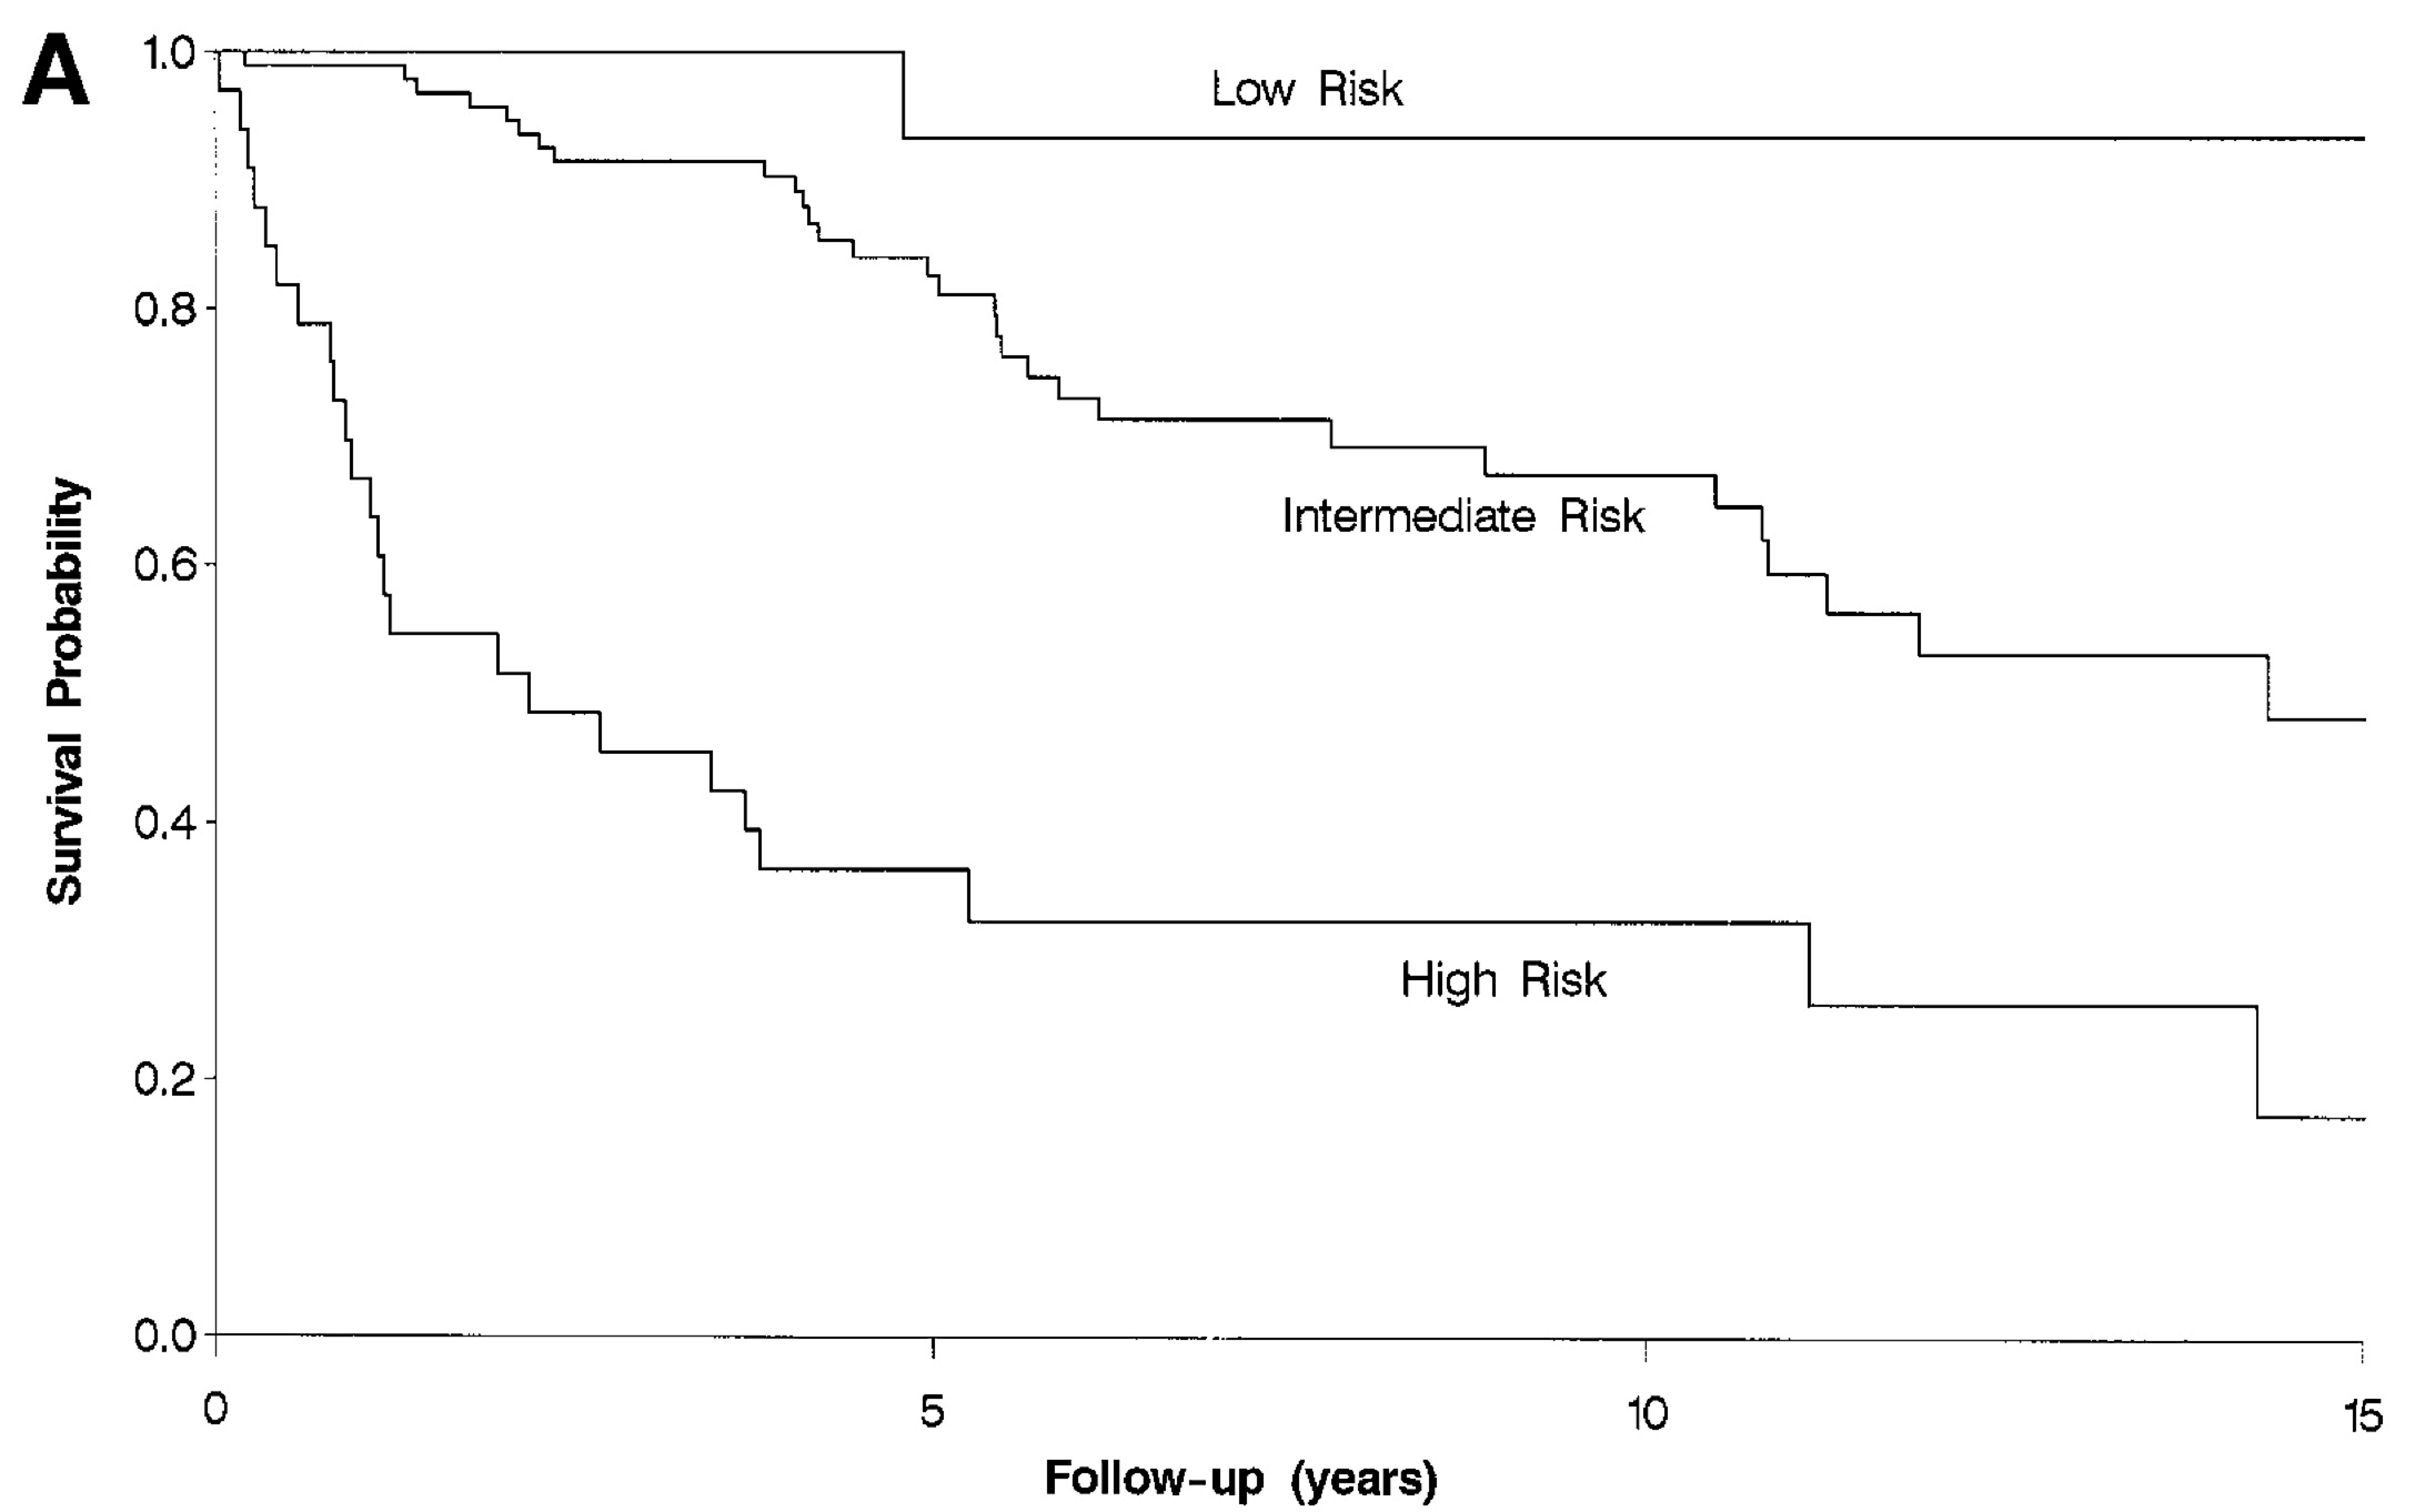 A
1.0
Low Risk
0.8
Intermediate Risk
0.6
Survival Probability
0.4
High Risk
0.2
0.0
0 5 10 15
Follow-up (years)